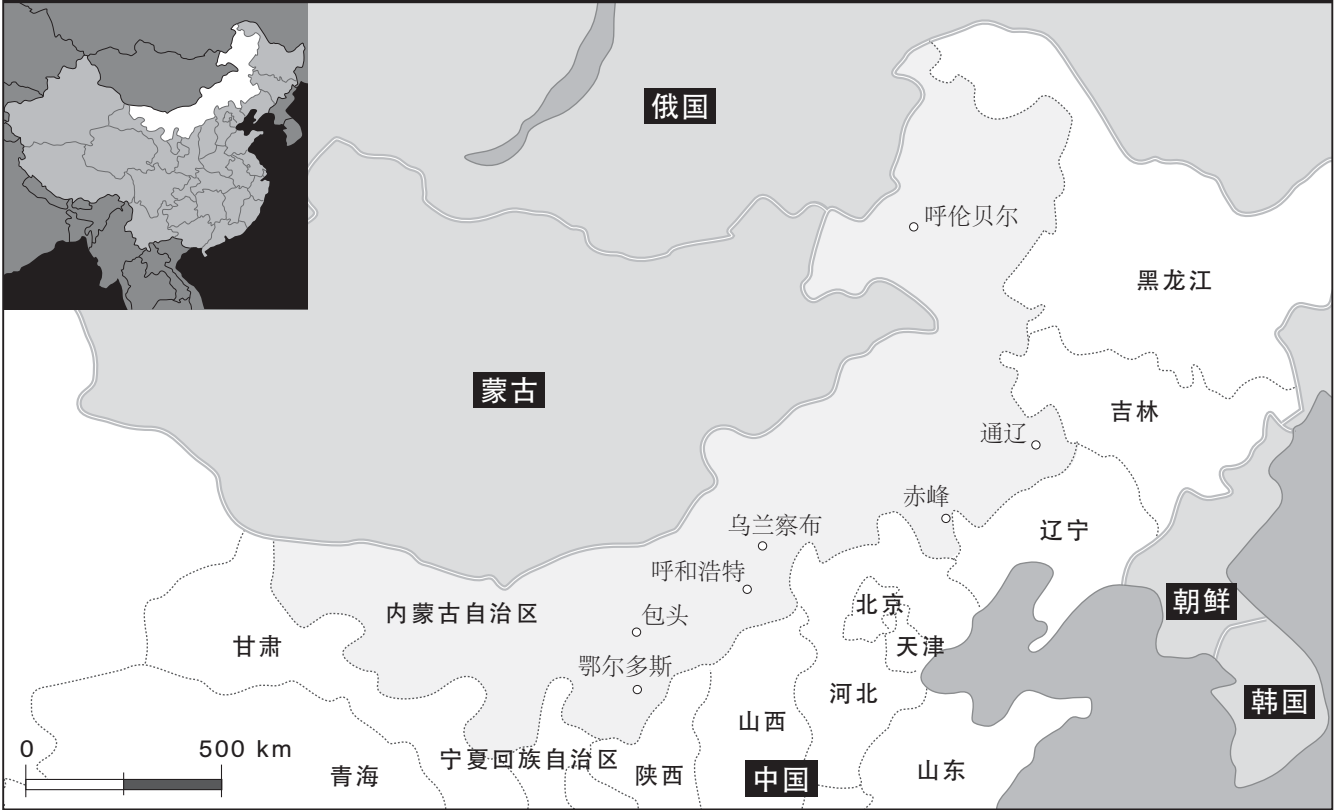 俄国
呼伦贝尔
黑龙江
蒙古
吉林
通辽
赤峰
乌兰察布
辽宁
呼和浩特
内蒙古自治区
包头
北京
朝鲜
甘肃
天津
鄂尔多斯
河北
韩国
山西
0 500 km
宁夏回族自治区
青海
陕西
中国
山东